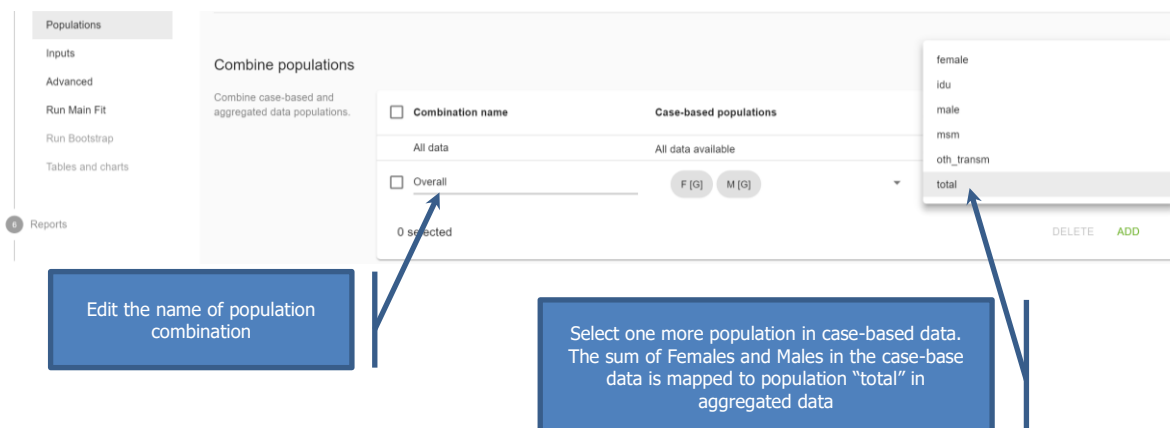 Populations
Inputs
Advanced
Run Main Fit
Run Bootstrap
Tables and charts
6 Reports
Combine populations
Combine case-based and
aggregated data populations.
Combination name Case-based populations
All data All data available
Overall F [G] M [G]
0 selected
DELETE ADD
female
idu
male
msm
oth_transm
total
Edit the name of population
combination
Select one more population in case-based data.
The sum of Females and Males in the case-base
data is mapped to population “total” in
aggregated data